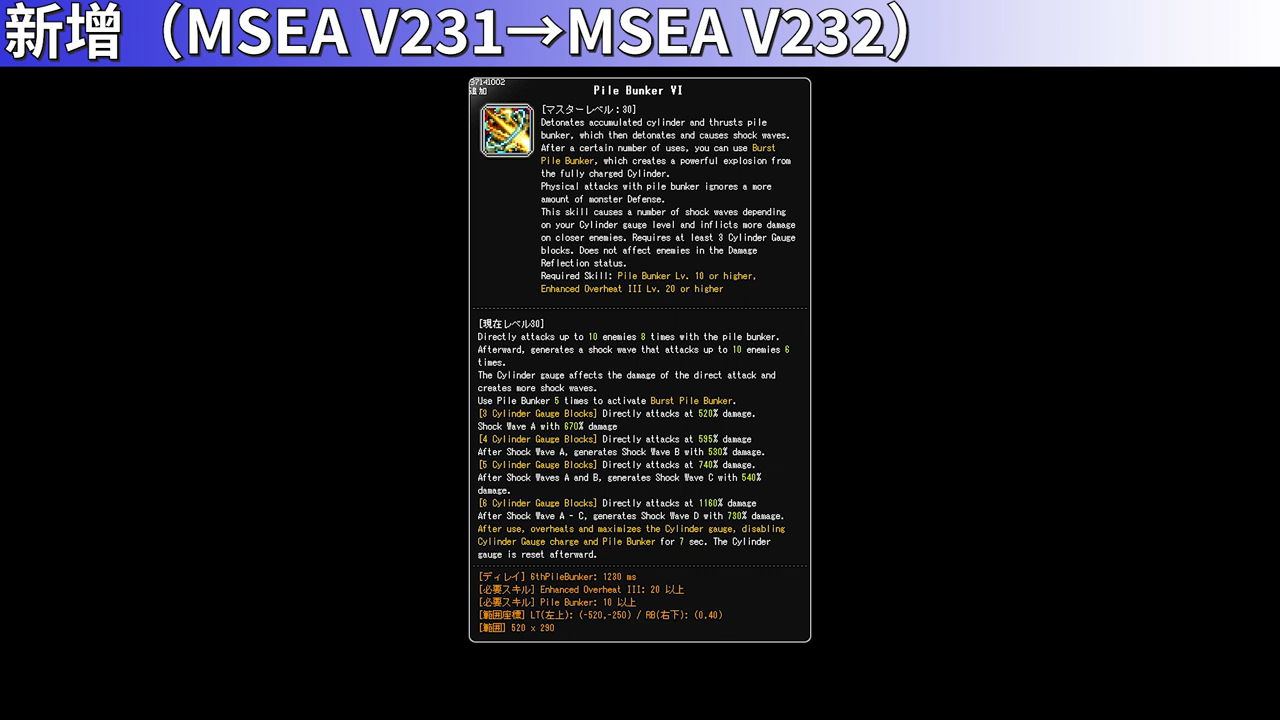 新增（MSEA V231→MSEA V232）
37141002
追加
Pile Bunker VI
[マスターレベル：30]
Detonates accumulated cylinder and thrusts pile
bunker, which then detonates and causes shock waves.
After a certain number of uses, you can use Burst
Pile Bunker, which creates a powerful explosion from
the fully charged Cylinder.
Physical attacks with pile bunker ignores a more
amount of monster Defense.
This skill causes a number of shock waves depending
on your Cylinder gauge level and inflicts more damage
on closer enemies. Requires at least 3 Cylinder Gauge
blocks. Does not affect enemies in the Damage
Reflection status.
Required Skill: Pile Bunker Lv. 10 or higher,
Enhanced Overheat III Lv. 20 or higher
[現在レベル30]
Directly attacks up to 10 enemies 8 times with the pile bunker.
Afterward, generates a shock wave that attacks up to 10 enemies 6
times.
The Cylinder gauge affects the damage of the direct attack and
creates more shock waves.
Use Pile Bunker 5 times to activate Burst Pile Bunker.
[3 Cylinder Gauge Blocks] Directly attacks at 520% damage.
Shock Wave A with 670% damage
[4 Cylinder Gauge Blocks] Directly attacks at 595% damage
After Shock Wave A, generates Shock Wave B with 530% damage.
[5 Cylinder Gauge Blocks] Directly attacks at 740% damage.
After Shock Waves A and B, generates Shock Wave C with 540%
damage.
[6 Cylinder Gauge Blocks] Directly attacks at 1160% damage
After Shock Wave A - C, generates Shock Wave D with 730% damage.
After use, overheats and maximizes the Cylinder gauge, disabling
Cylinder Gauge charge and Pile Bunker for 7 sec. The Cylinder
gauge is reset afterward.
[ディレイ] 6thPileBunker: 1230 ms
[必要スキル] Enhanced Overheat III: 20 以上
[必要スキル] Pile Bunker: 10 以上
[範囲座標] LT(左上): (-520,-250) / RB(右下): (0.40)
[範囲] 520 x 290